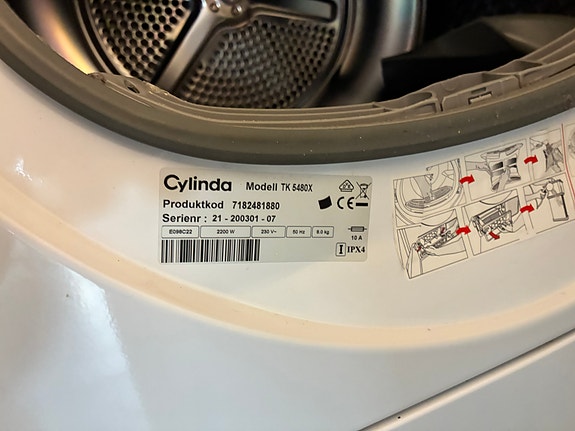 Cylinda Modell TK 5480X
Produktkod 7182481880
Serienr : 21 - 200301 - 07
E098C22 2200 W 230 V~ 50 Hz 8.0 kg 10 A
IPX4